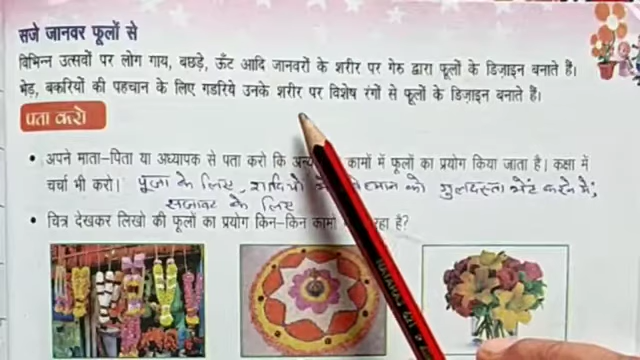 सजे जानवर फूलों से
विभिन्न उत्सवों पर लोग गाय, बछड़े, ऊँट आदि जानवरों के शरीर पर गेरू द्वारा फूलों के डिज़ाइन बनाते हैं।
भेड़, बकरियों की पहचान के लिए गडरिये उनके शरीर पर विशेष रंगों से फूलों के डिज़ाइन बनाते हैं।
पता करो
• अपने माता-पिता या अध्यापक से पता करो कि कामों में फूलों का प्रयोग किया जाता है। कक्षा में
चर्चा भी करो। पूजा के लिए, शादियों में, को गुलदस्ता भेंट करने में,
सजावट के लिए
• चित्र देखकर लिखो की फूलों का प्रयोग किन-किन रहा है?